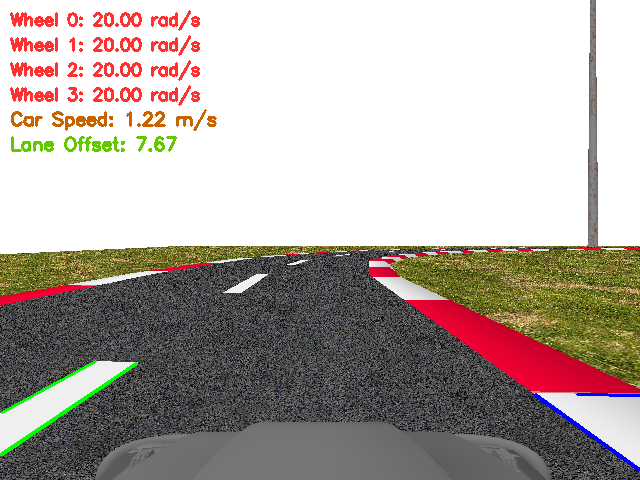 Wheel 0: 20.00 rad/s
Wheel 1: 20.00 rad/s
Wheel 2: 20.00 rad/s
Wheel 3: 20.00 rad/s
Car Speed: 1.22 m/s
Lane Offset: 7.67